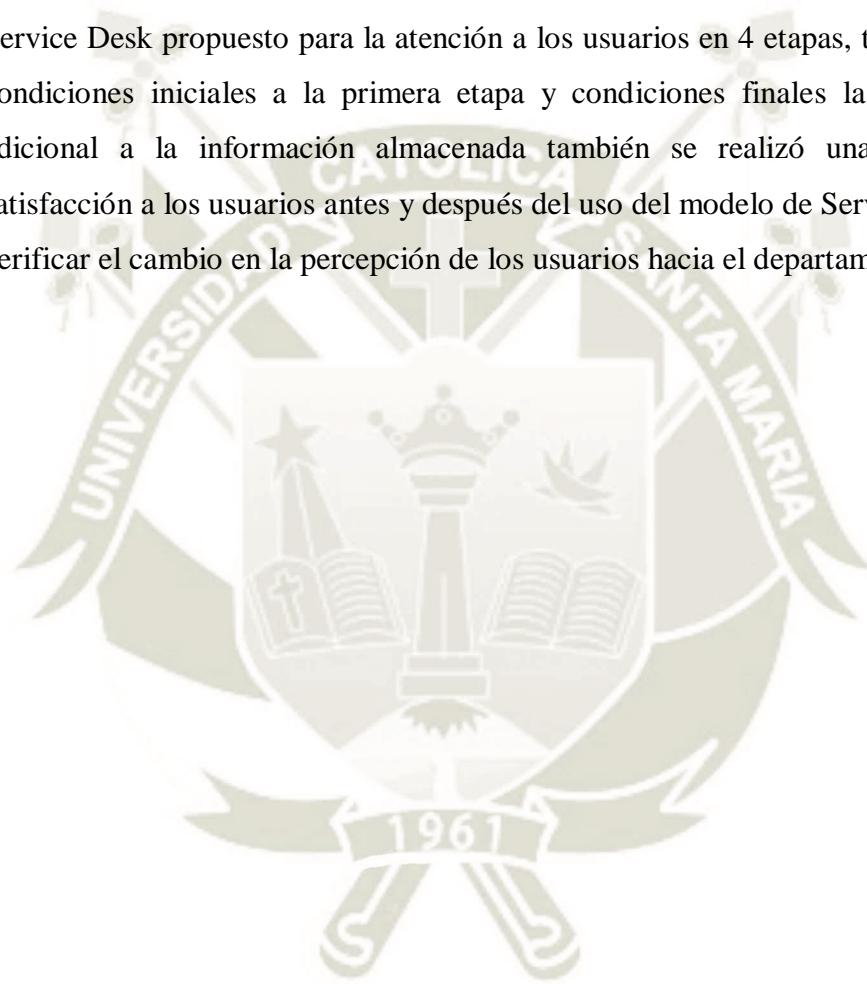 ervice Desk propuesto para la atención a los usuarios en 4 etapas, t
ondiciones iniciales a la primera etapa y condiciones finales la
dicional a la información almacenada también se realizó una
atisfacción a los usuarios antes y después del uso del modelo de Ser
erificar el cambio en la percepción de los usuarios hacia el departam
UNIVERSIDAD CATOLICA SANTA MARIA
1961